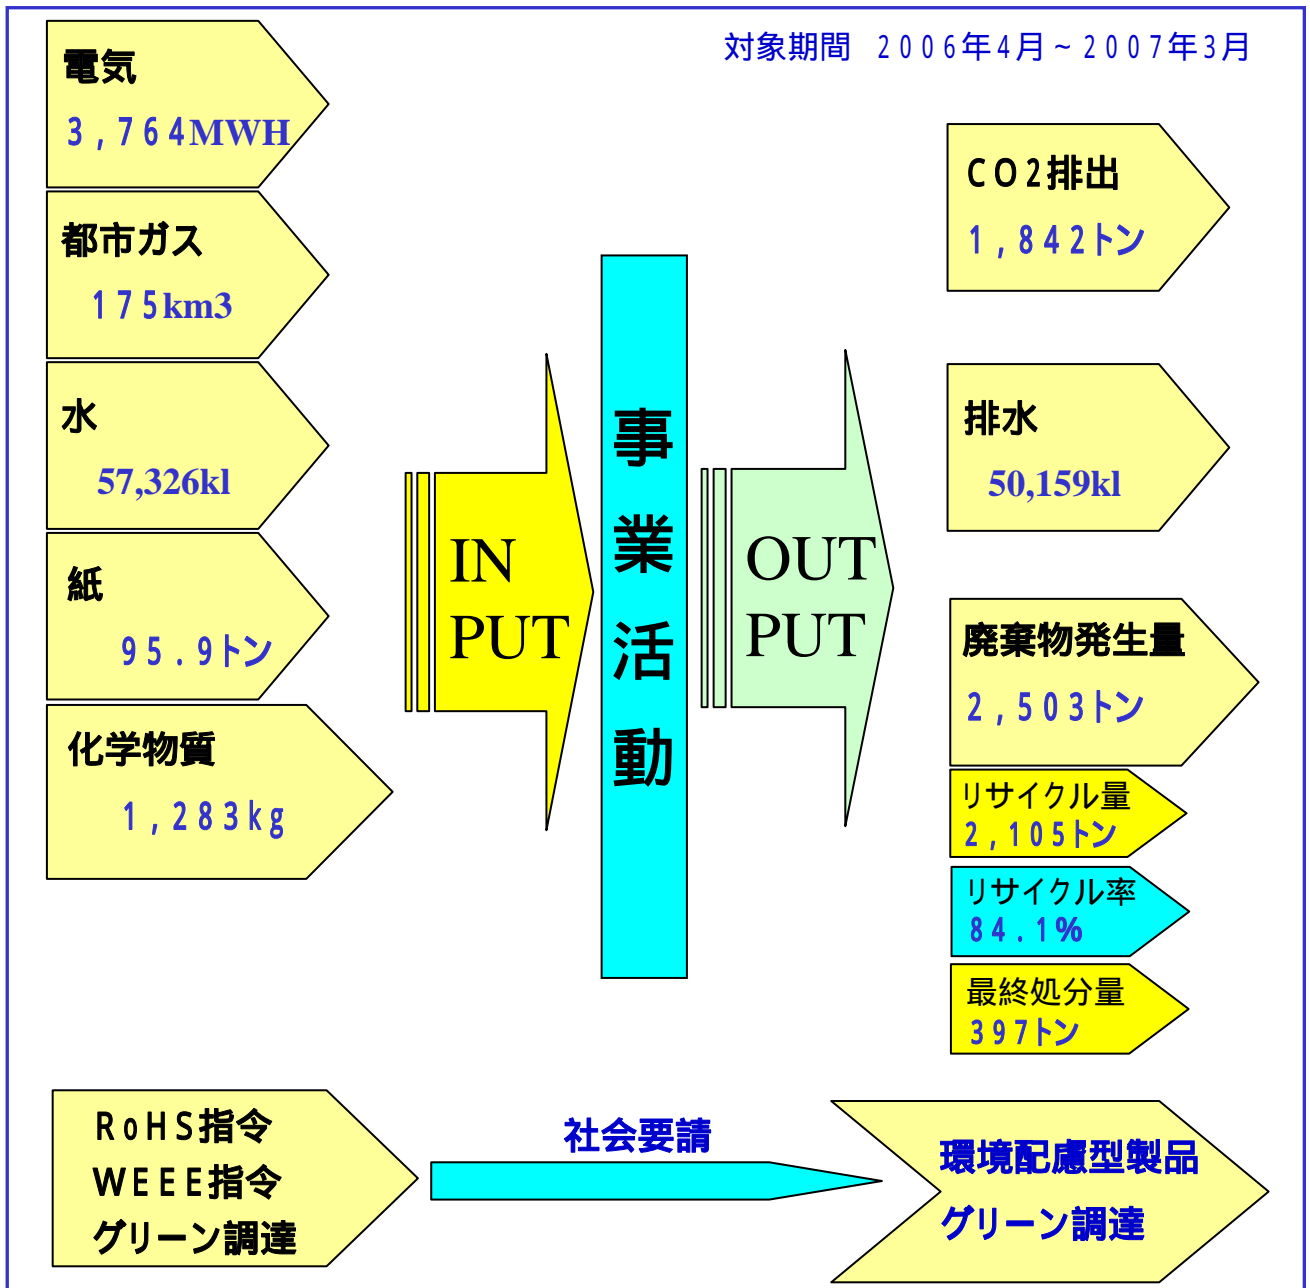 対象期間 2006年4月~2007年3月
電気
3,764MWH
都市ガス
175km3
水
57,326kl
紙
95.9トン
化学物質
1,283kg
IN
PUT
事業活動
OUT
PUT
CO2排出
1,842トン
排水
50,159kl
廃棄物発生量
2,503トン
リサイクル量
2,105トン
リサイクル率
84.1%
最終処分量
397トン
RoHS指令
WEEE指令
グリーン調達
社会要請
環境配慮型製品
グリーン調達